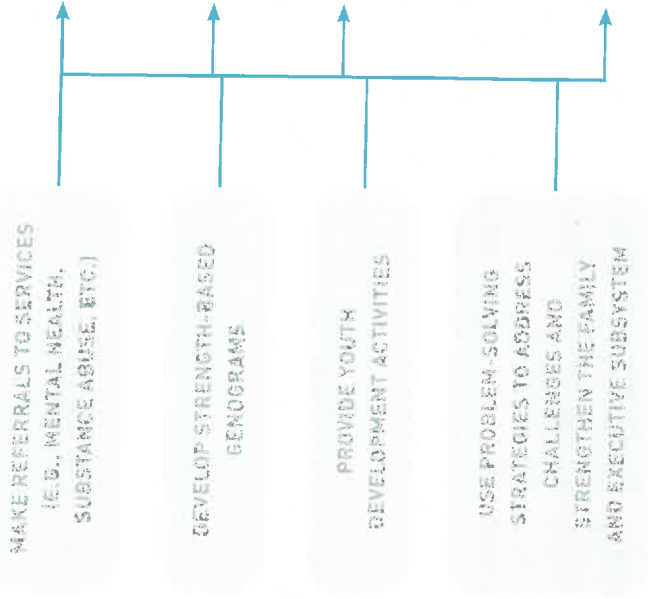 MAKE REFERRALS TO SERVICES
(E.G., MENTAL HEALTH,
SUBSTANCE ABUSE, ETC.)
DEVELOP STRENGTH-BASED
GENOGRAMS
PROVIDE YOUTH
DEVELOPMENT ACTIVITIES
USE PROBLEM-SOLVING
STRATEGIES TO ADDRESS
CHALLENGES AND
STRENGTHEN THE FAMILY
AND EXECUTIVE SUBSYSTEM